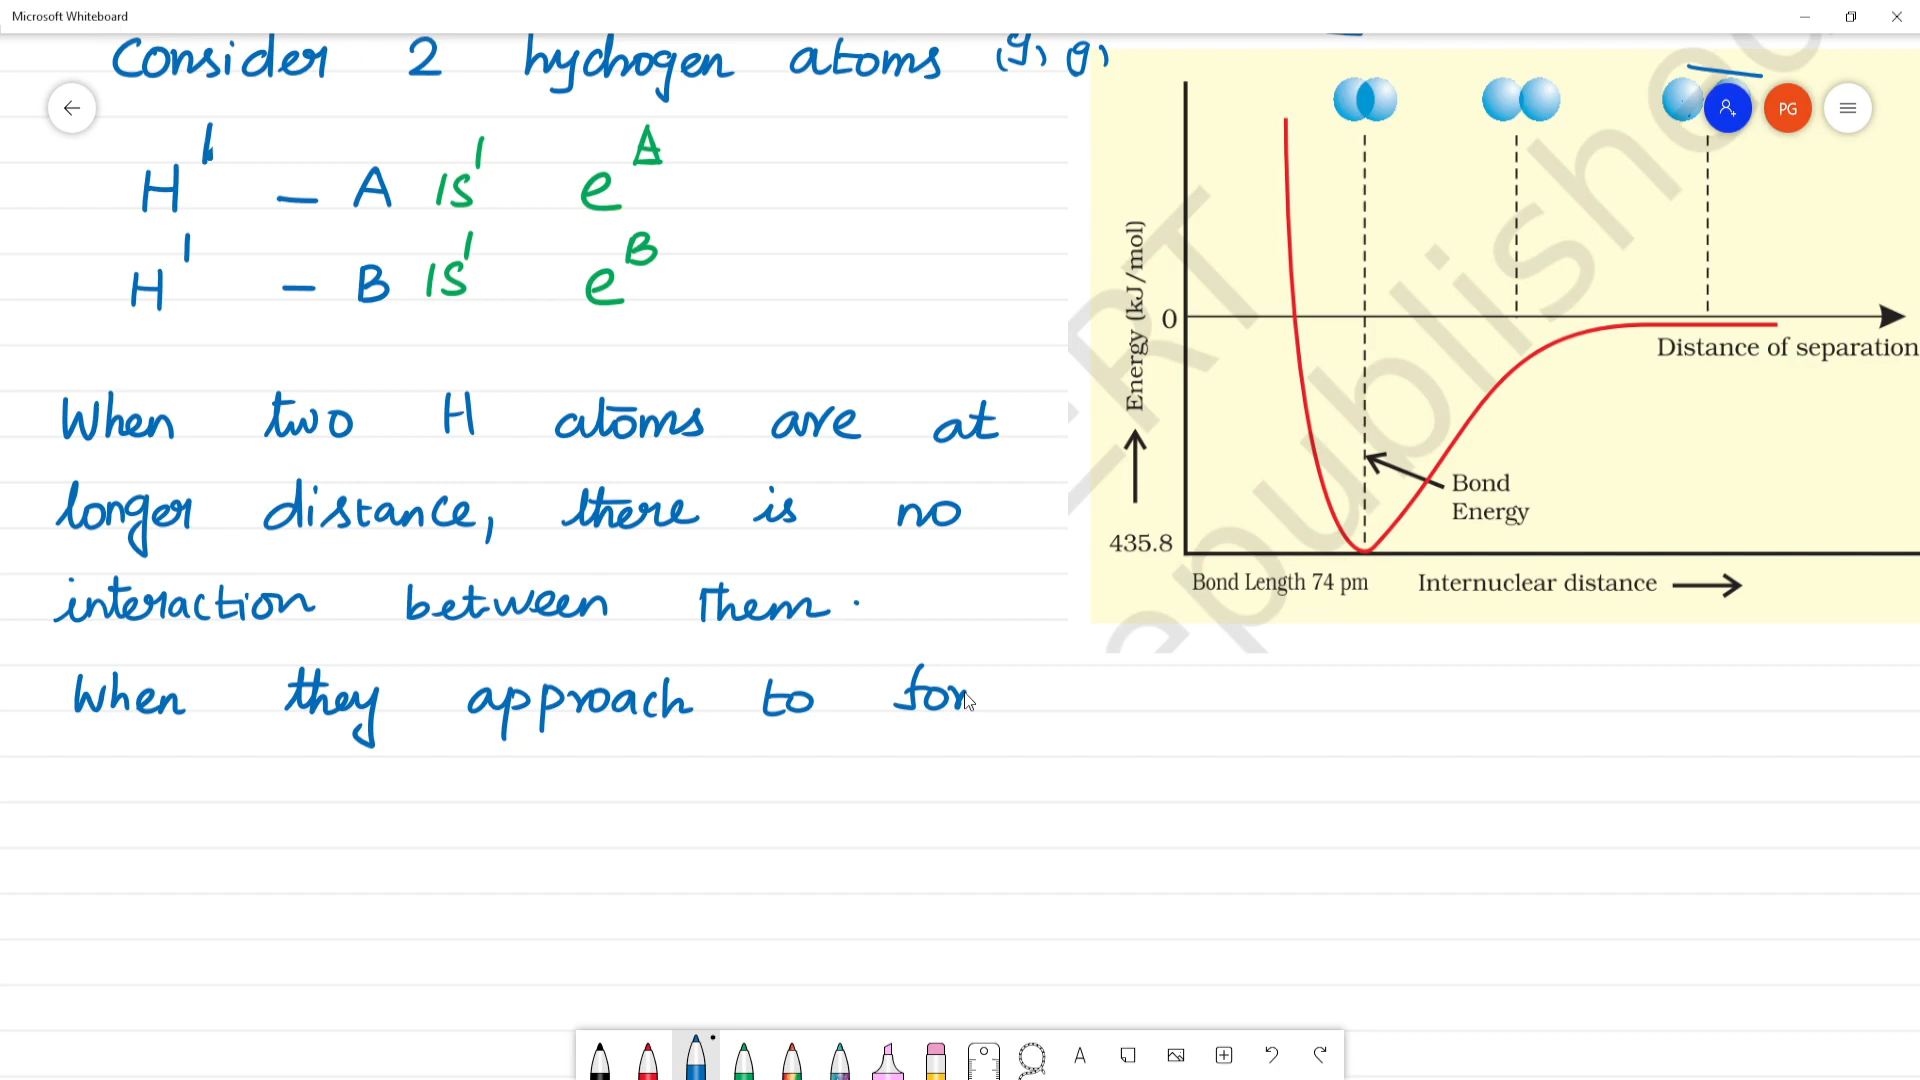 Microsoft Whiteboard
Consider 2 hydrogen atoms
H¹ – A 1s¹ e^A
H¹ – B 1s¹ e^B
When two H atoms are at
longer distance, there is no
interaction between them.
When they approach to for
PG
Energy (kJ/mol)
0
Distance of separation
Bond
Energy
435.8
Bond Length 74 pm
Internuclear distance
A